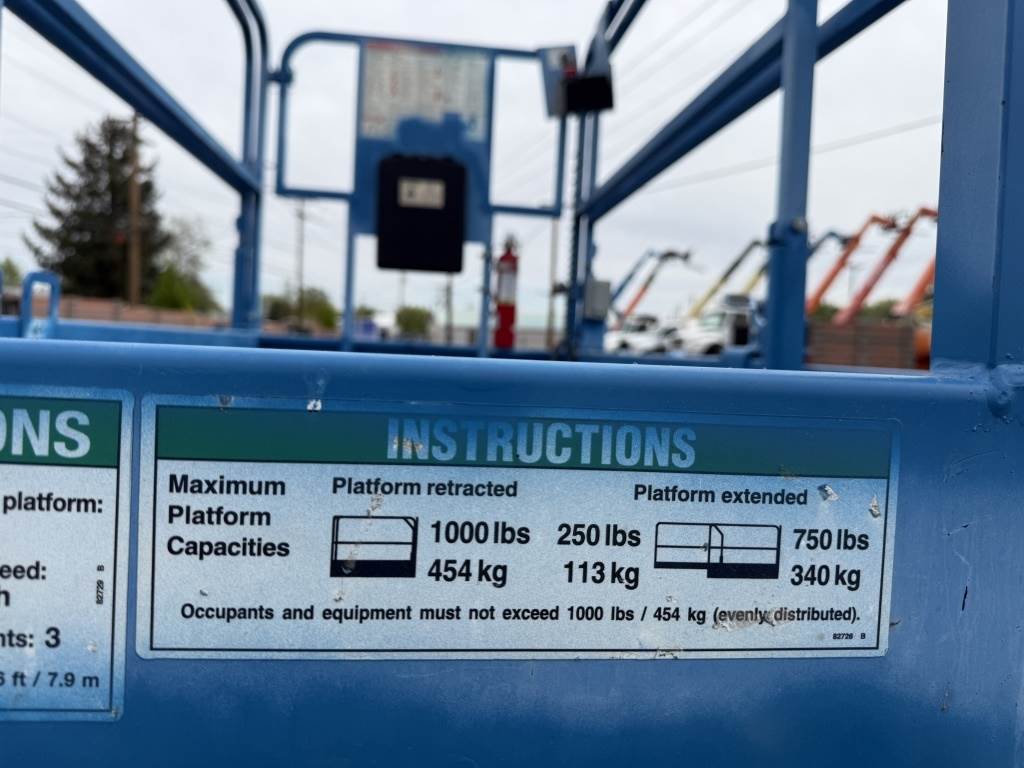 ONS
platform:
eed:
h
nts: 3
6 ft / 7.9 m
82729 B
INSTRUCTIONS
Maximum
Platform
Capacities
Platform retracted
1000 lbs
454 kg
Platform extended
250 lbs
113 kg
750 lbs
340 kg
Occupants and equipment must not exceed 1000 lbs / 454 kg (evenly distributed).
82728 B